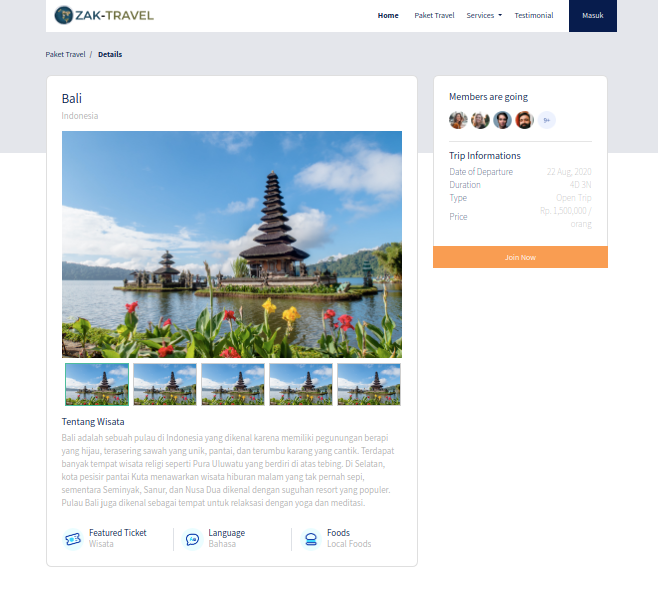 ZAK-TRAVEL
Home Paket Travel Services Testimonial Masuk
Paket Travel / Details
Bali
Indonesia
Tentang Wisata
Bali adalah sebuah pulau di Indonesia yang dikenal karena memiliki pegunungan berapi
yang hijau, terasering sawah yang unik, pantai, dan terumbu karang yang cantik. Terdapat
banyak tempat wisata religi seperti Pura Uluwatu yang berdiri di atas tebing. Di Selatan,
kota pesisir pantai Kuta menawarkan wisata hiburan malam yang tak pernah sepi,
sementara Seminyak, Sanur, dan Nusa Dua dikenal dengan suguhan resort yang populer.
Pulau Bali juga dikenal sebagai tempat untuk relaksasi dengan yoga dan meditasi.
Featured Ticket
Wisata
Language
Bahasa
Foods
Local Foods
Members are going
9+
Trip Informations
Date of Departure 22 Aug, 2020
Duration 4D 3N
Type Open Trip
Price Rp. 1,500,000 /
orang
Join Now